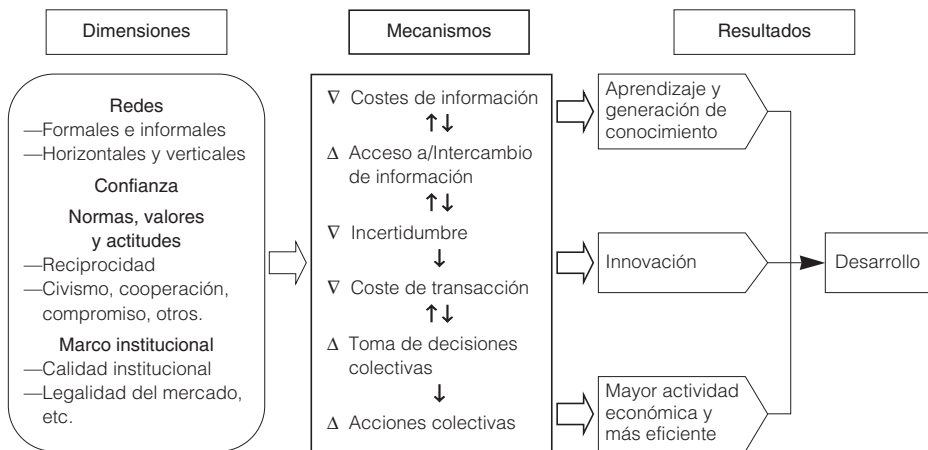 Dimensiones
Redes
—Formales e informales
—Horizontales y verticales
Confianza
Normas, valores
y actitudes
—Reciprocidad
—Civismo, cooperación,
compromiso, otros.
Marco institucional
—Calidad institucional
—Legalidad del mercado,
etc.
Mecanismos
∇ Costes de información
↑↓
Δ Acceso a/Intercambio
de información
↑↓
∇ Incertidumbre
↓
∇ Coste de transacción
↑↓
Δ Toma de decisiones
colectivas
↓
Δ Acciones colectivas
Resultados
Aprendizaje y
generación de
conocimiento
Innovación
Mayor actividad
económica y
más eficiente
Desarrollo